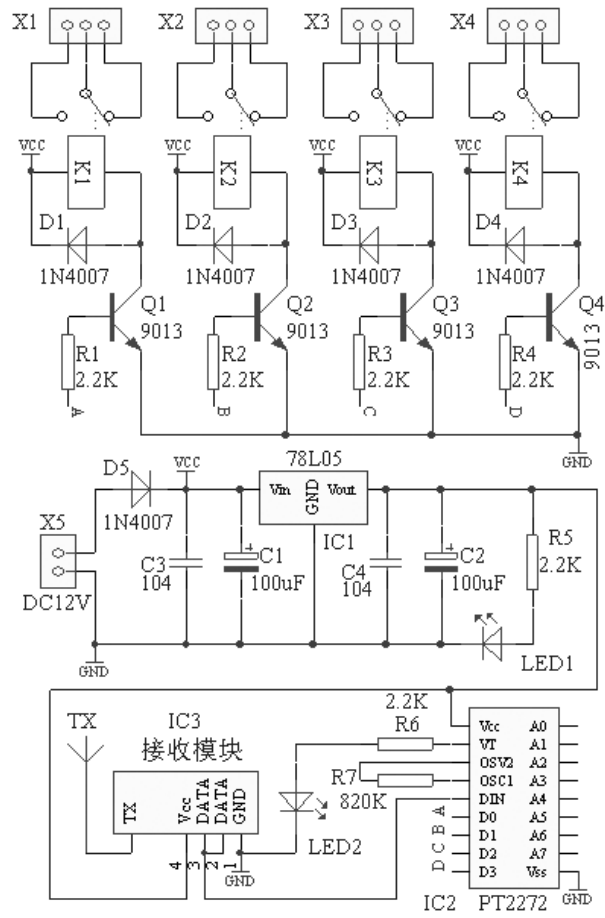 X1 X2 X3 X4
VCC VCC VCC VCC
K1 K2 K3 K4
D1 D2 D3 D4
1N4007 1N4007 1N4007 1N4007
Q1 Q2 Q3 Q4
9013 9013 9013 9013
R1 R2 R3 R4
2.2K 2.2K 2.2K 2.2K
A B C D
GND
D5 VCC 78L05
1N4007 Vin GND Vout
X5 IC1 R5
C3 C1 C4 C2 2.2K
104 100uF 104 100uF
DC12V
GND LED1
2.2K
TX IC3 R6
接收模块
R7
820K
TX Vcc DATA DATA GND
4 3 2 1
GND
LED2
Vcc A0
VT A1
OSV2 A2
OSC1 A3
DIN A4
A D0 A5
B D1 A6
C D2 A7
D D3 Vss
GND
IC2 PT2272